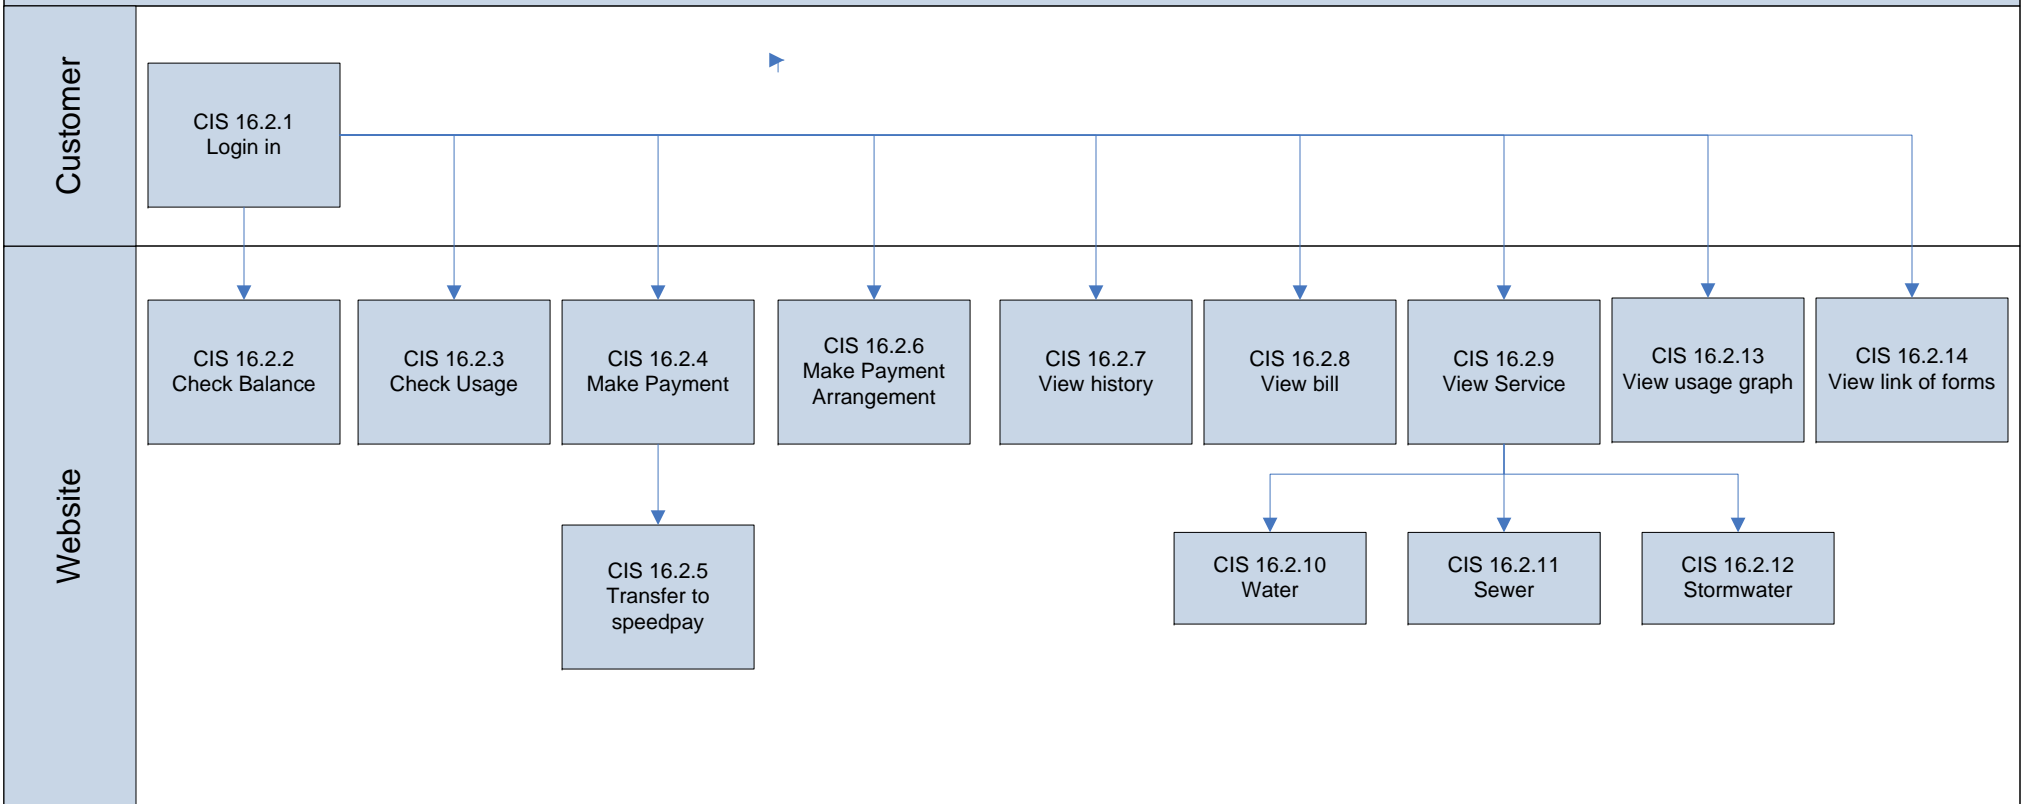 Customer
CIS 16.2.1
Login in
Website
CIS 16.2.2
Check Balance
CIS 16.2.3
Check Usage
CIS 16.2.4
Make Payment
CIS 16.2.6
Make Payment
Arrangement
CIS 16.2.7
View history
CIS 16.2.8
View bill
CIS 16.2.9
View Service
CIS 16.2.13
View usage graph
CIS 16.2.14
View link of forms
CIS 16.2.5
Transfer to
speedpay
CIS 16.2.10
Water
CIS 16.2.11
Sewer
CIS 16.2.12
Stormwater